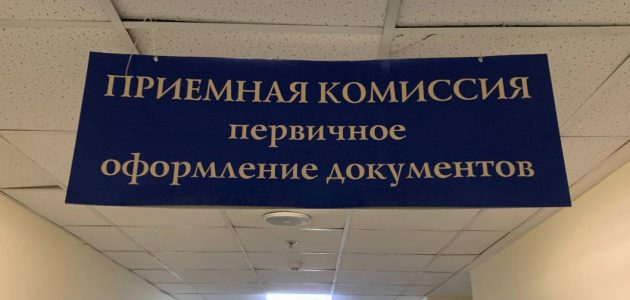 ПРИЕМНАЯ КОМИССИЯ
первичное
оформление документов